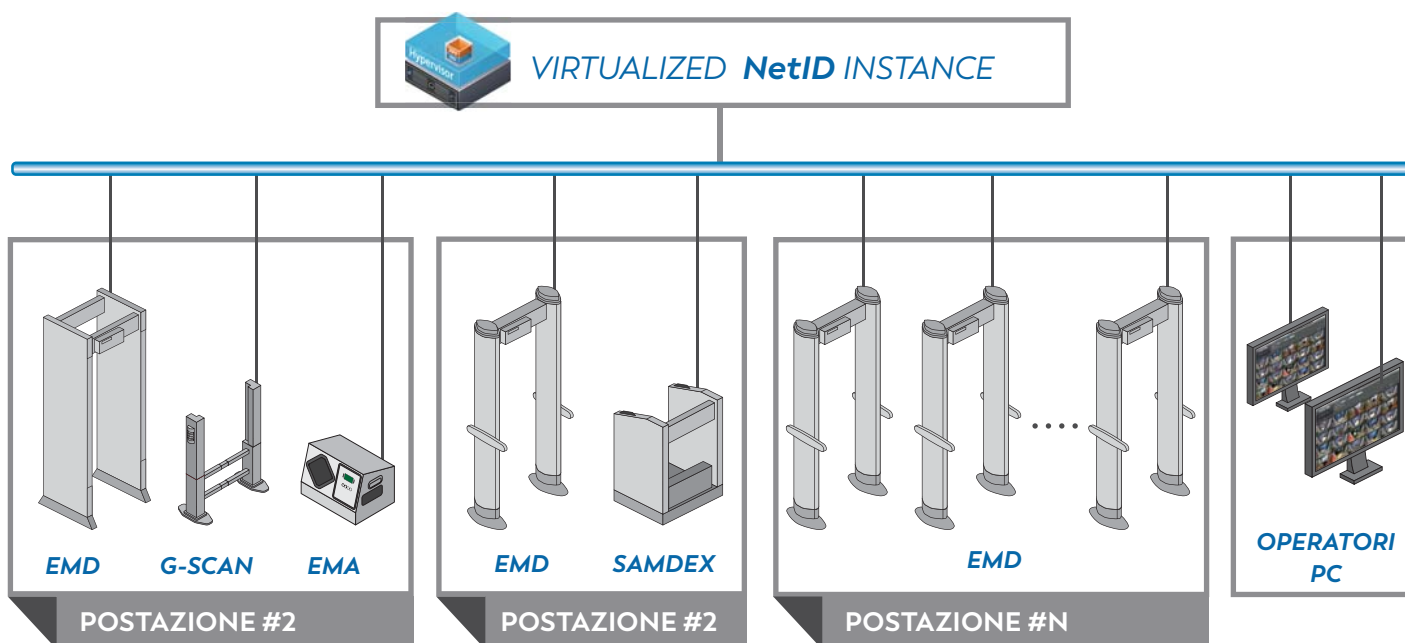 Hypervisor
VIRTUALIZED NetID INSTANCE
EMD
G-SCAN
EMA
POSTAZIONE #2
EMD
SAMDEX
POSTAZIONE #2
EMD
POSTAZIONE #N
OPERATORI
PC